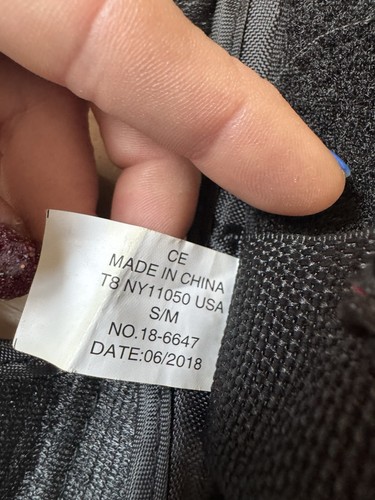 CE
MADE IN CHINA
T8 NY11050 USA
S/M
NO.18-6647
DATE:06/2018